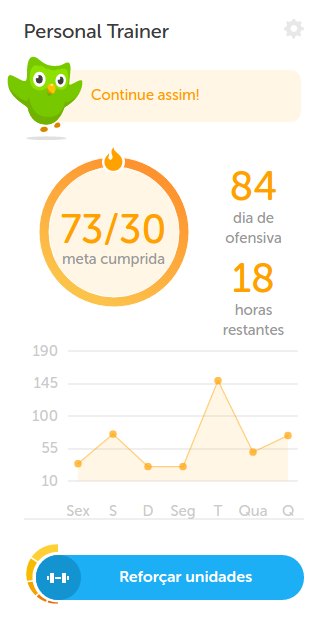 Personal Trainer
Continue assim!
73/30
meta cumprida
84
dia de
ofensiva
18
horas
restantes
190
145
100
55
10
Sex S D Seg T Qua Q
Reforçar unidades